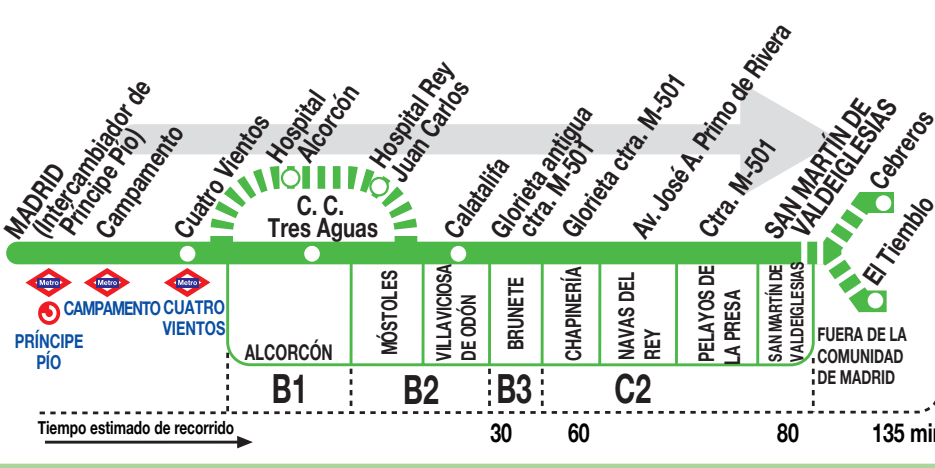 MADRID
(Intercambiador de
Príncipe Pío)
Campamento
Cuatro Vientos
Hospital
Alcorcón
Hospital Rey
Juan Carlos
Calatalifa
Glorieta antigua
ctra. M-501
Glorieta ctra. M-501
Av. José A. Primo de Rivera
Ctra. M-501
SAN MARTÍN DE
VALDEIGLESIAS
Cebreros
El Tiemblo
C. C.
Tres Aguas
Metro
Metro
Metro
PRÍNCIPE
PÍO
CAMPAMENTO
CUATRO
VIENTOS
ALCORCÓN
MÓSTOLES
VILLAVICIOSA
DE ODÓN
BRUNETE
CHAPINERÍA
NAVAS DEL
REY
PELAYOS DE
LA PRESA
SAN MARTÍN DE
VALDEIGLESIAS
FUERA DE LA
COMUNIDAD
DE MADRID
B1
B2
B3
C2
Tiempo estimado de recorrido
30
60
80
135 min